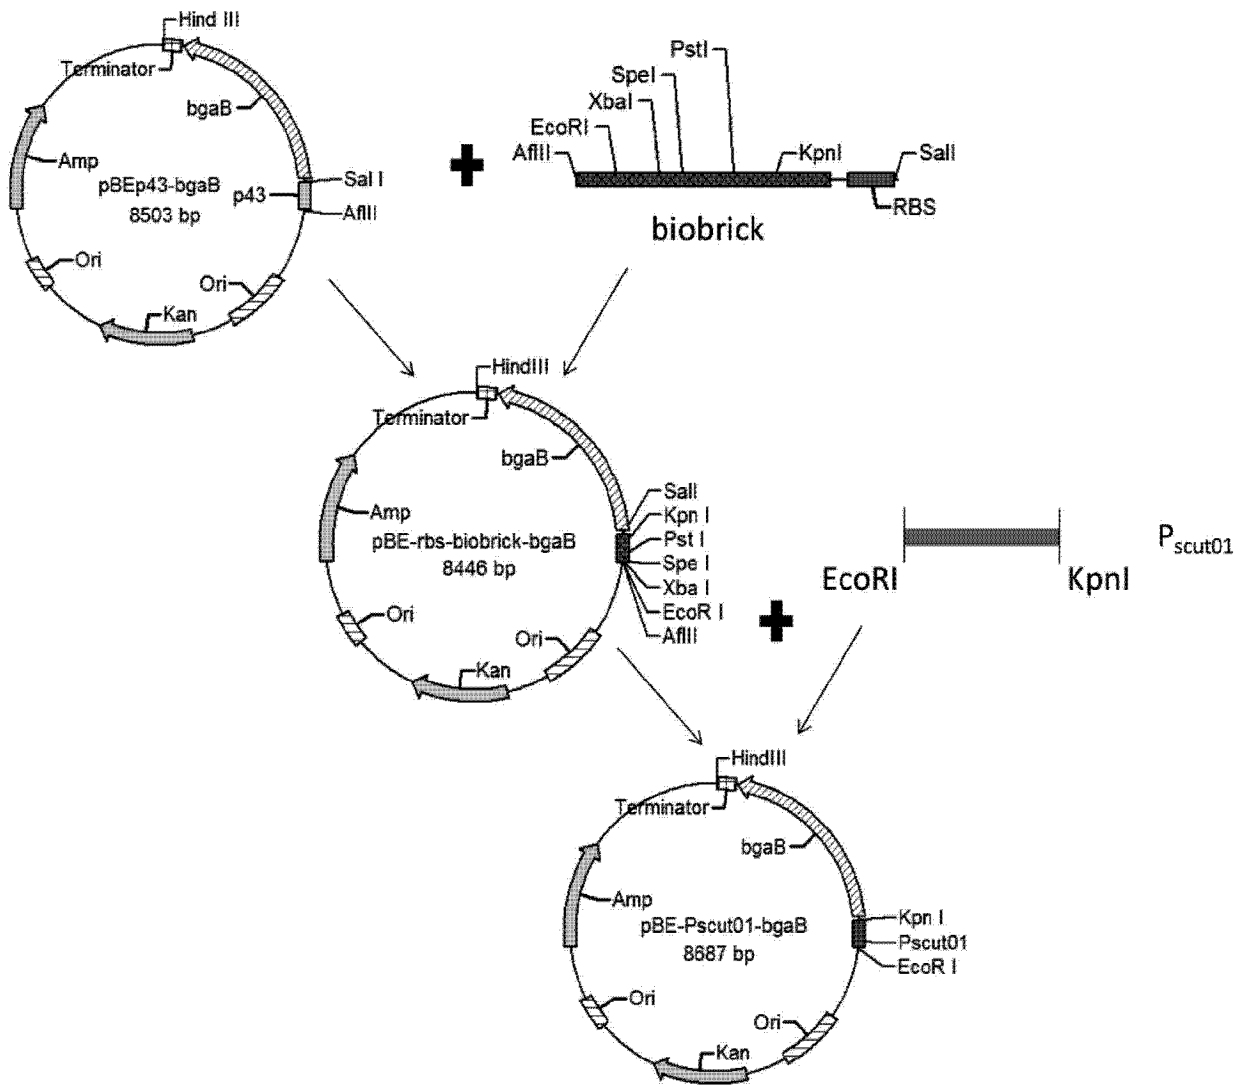 Hind III
Terminator
bgaB
Amp
pBEp43-bgaB
8503 bp
Sal I
p43
AflII
Ori
Ori
Kan
+
PstI
SpeI
XbaI
EcoRI
AflII
KpnI
SalI
RBS
biobrick
HindIII
Terminator
bgaB
Amp
pBE-rbs-biobrick-bgaB
8446 bp
SalI
Kpn I
Pst I
Spe I
Xba I
EcoR I
AflII
Ori
Ori
Kan
+
EcoRI
KpnI
Pscut01
HindIII
Terminator
bgaB
Amp
pBE-Pscut01-bgaB
8687 bp
Kpn I
Pscut01
EcoR I
Ori
Ori
Kan